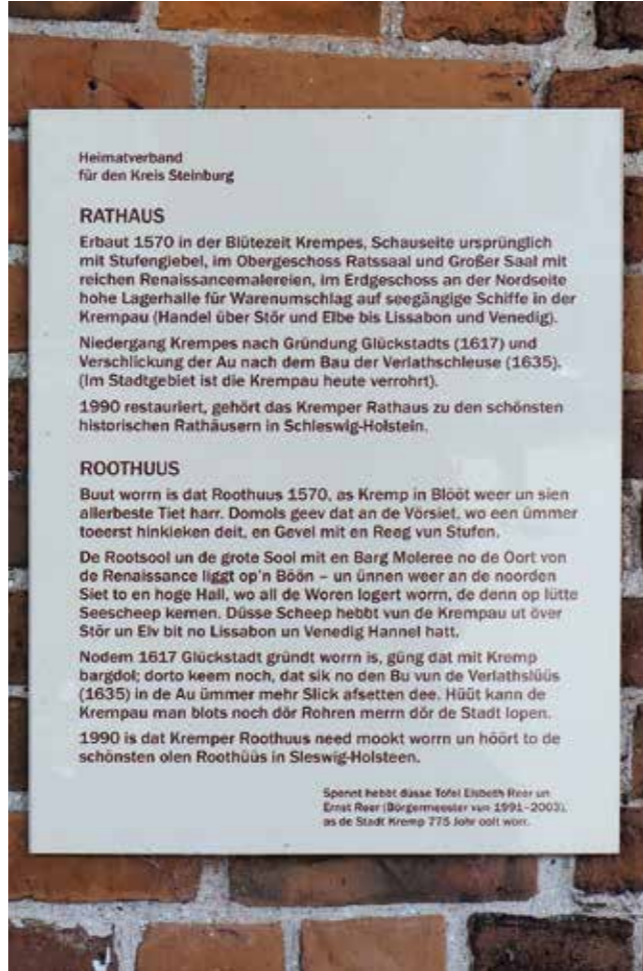 Heimatverband
für den Kreis Steinburg
RATHAUS
Erbaut 1570 in der Blütezeit Krempes, Schauseite ursprünglich
mit Stufengiebel, im Obergeschoss Ratssaal und Großer Saal mit
reichen Renaissancemalereien, im Erdgeschoss an der Nordseite
hohe Lagerhalle für Warenumschlag auf seegängige Schiffe in der
Krempau (Handel über Stör und Elbe bis Lissabon und Venedig).
Niedergang Krempes nach Gründung Glückstadts (1617) und
Verschlickung der Au nach dem Bau der Verlathschleuse (1635).
(Im Stadtgebiet ist die Krempau heute verrohrt).
1990 restauriert, gehört das Kremper Rathaus zu den schönsten
historischen Rathäusern in Schleswig-Holstein.
ROOTHUUS
Buut worrn is dat Roothuus 1570, as Kremp in Blööt weer un sien
allerbeste Tiet harr. Domols geev dat an de Vörsiet, wo een ümmer
toeerst hinkieken deit, en Gevel mit en Reeg vun Stufen.
De Rootsool un de grote Sool mit en Barg Moleree no de Oort von
de Renaissance liggt op'n Böön – un ünnen weer an de noorden
Siet to en hoge Hall, wo all de Woren logert worrn, de denn op lütte
Seescheep kemen. Düsse Scheep hebbt vun de Krempau ut över
Stör un Elv bit no Lissabon un Venedig Hannel hatt.
Nodem 1617 Glückstadt gründt worrn is, güng dat mit Kremp
bargdol; dorto keem noch, dat sik no den Bu vun de Verlathslüüs
(1635) in de Au ümmer mehr Slick afsetten dee. Hüüt kann de
Krempau man blots noch dör Rohren merrn dör de Stadt lopen.
1990 is dat Kremper Roothuus need mookt worrn un höört to de
schönsten olen Roothüüs in Sleswig-Holsteen.
Spennt hebbt düsse Tofel Elsbeth Reer un
Ernst Reer (Börgermeester vun 1991–2003),
as de Stadt Kremp 775 Johr oolt worr.